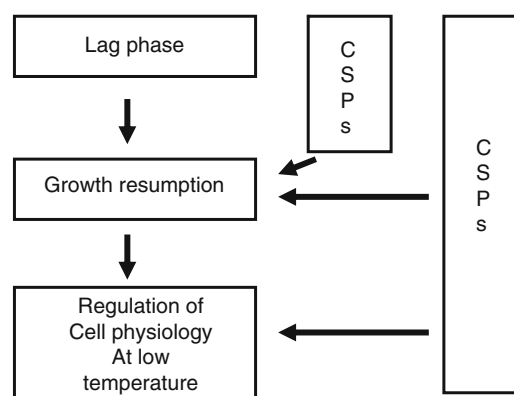 Lag phase
C
S
P
s
Growth resumption
C
S
P
s
Regulation of
Cell physiology
At low
temperature